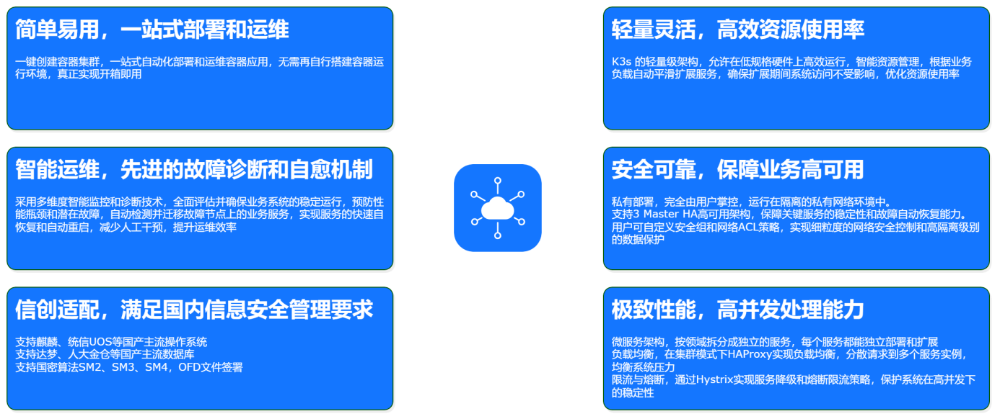 简单易用，一站式部署和运维
一键创建容器集群，一站式自动化部署和运维容器应用，无需再自行搭建容器运
行环境，真正实现开箱即用
智能运维，先进的故障诊断和自愈机制
采用多维度智能监控和诊断技术，全面评估并确保业务系统的稳定运行，预防性
能瓶颈和潜在故障，自动检测并迁移故障节点上的业务服务，实现服务的快速自
恢复和自动重启，减少人工干预，提升运维效率
信创适配，满足国内信息安全管理要求
支持麒麟、统信UOS等国产主流操作系统
支持达梦、人大金仓等国产主流数据库
支持国密算法SM2、SM3、SM4，OFD文件签署
轻量灵活，高效资源使用率
K3s 的轻量级架构，允许在低规格硬件上高效运行，智能资源管理，根据业务
负载自动平滑扩展服务，确保扩展期间系统访问不受影响，优化资源使用率
安全可靠，保障业务高可用
私有部署，完全由用户掌控，运行在隔离的私有网络环境中。
支持3 Master HA高可用架构，保障关键服务的稳定性和故障自动恢复能力。
用户可自定义安全组和网络ACL策略，实现细粒度的网络安全控制和高隔离级别
的数据保护
极致性能，高并发处理能力
微服务架构，按领域拆分成独立的服务，每个服务都能独立部署和扩展
负载均衡，在集群模式下HAProxy实现负载均衡，分散请求到多个服务实例，
均衡系统压力
限流与熔断，通过Hystrix实现服务降级和熔断限流策略，保护系统在高并发下
的稳定性